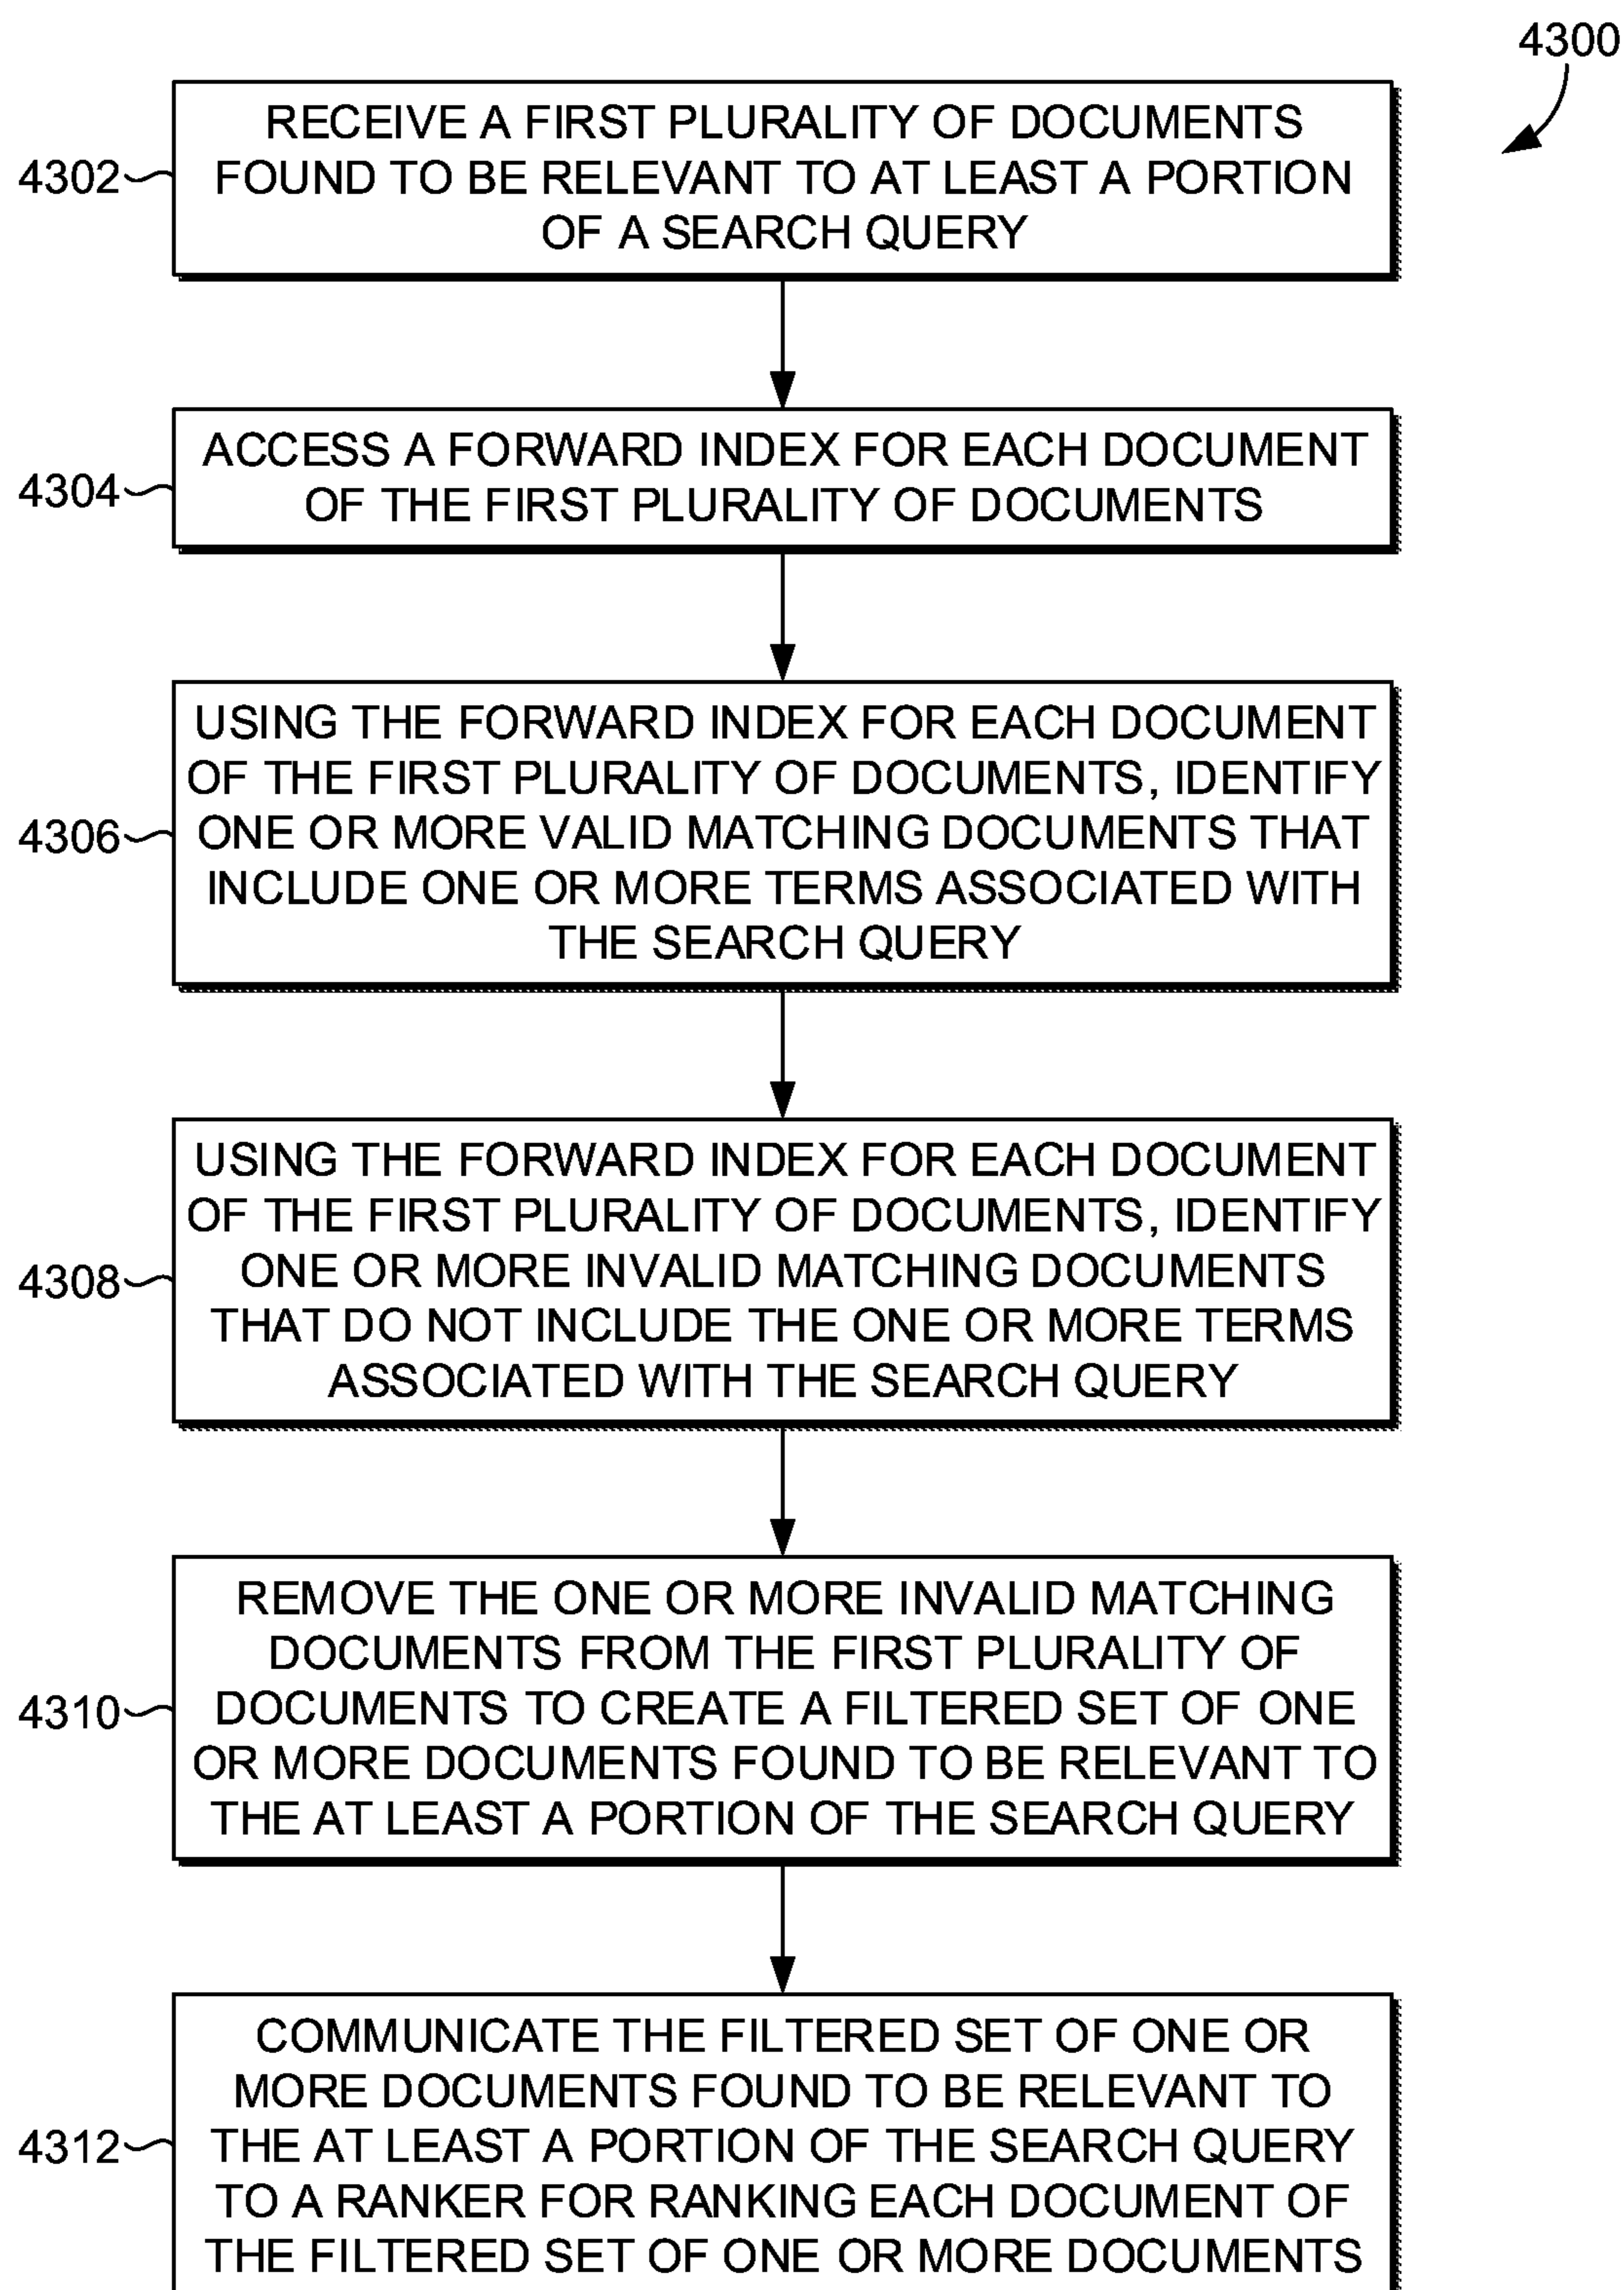 4300
RECEIVE A FIRST PLURALITY OF DOCUMENTS
4302
FOUND TO BE RELEVANT TO AT LEAST A PORTION
OF A SEARCH QUERY
ACCESS A FORWARD INDEX FOR EACH DOCUMENT
4304
OF THE FIRST PLURALITY OF DOCUMENTS
USING THE FORWARD INDEX FOR EACH DOCUMENT
OF THE FIRST PLURALITY OF DOCUMENTS, IDENTIFY
4306
ONE OR MORE VALID MATCHING DOCUMENTS THAT
INCLUDE ONE OR MORE TERMS ASSOCIATED WITH
THE SEARCH QUERY
USING THE FORWARD INDEX FOR EACH DOCUMENT
OF THE FIRST PLURALITY OF DOCUMENTS, IDENTIFY
4308
ONE OR MORE INVALID MATCHING DOCUMENTS
THAT DO NOT INCLUDE THE ONE OR MORE TERMS
ASSOCIATED WITH THE SEARCH QUERY
REMOVE THE ONE OR MORE INVALID MATCHING
DOCUMENTS FROM THE FIRST PLURALITY OF
4310
DOCUMENTS TO CREATE A FILTERED SET OF ONE
OR MORE DOCUMENTS FOUND TO BE RELEVANT TO
THE AT LEAST A PORTION OF THE SEARCH QUERY
COMMUNICATE THE FILTERED SET OF ONE OR
MORE DOCUMENTS FOUND TO BE RELEVANT TO
4312
THE AT LEAST A PORTION OF THE SEARCH QUERY
TO A RANKER FOR RANKING EACH DOCUMENT OF
THE FILTERED SET OF ONE OR MORE DOCUMENTS